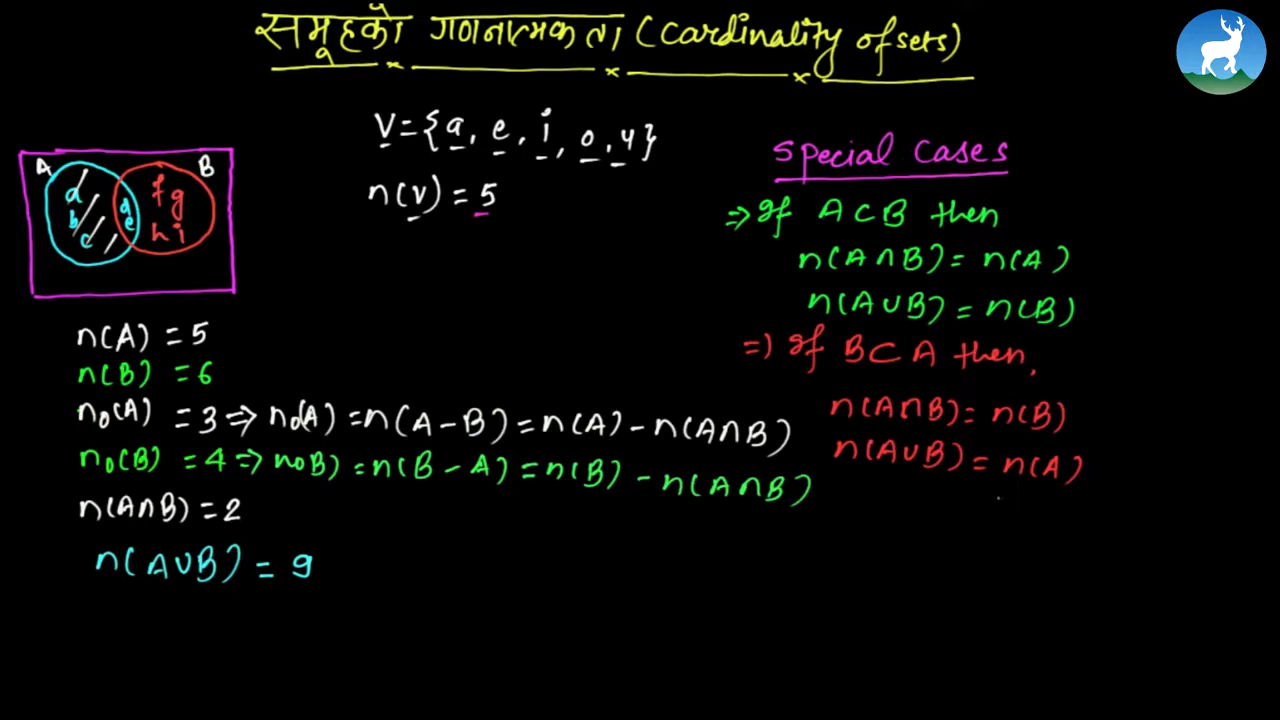 समूहको गणनात्मकता (Cardinality of sets)
V = {a, e, i, o, u}
n(V) = 5
A B
d b c a e f g h i
n(A) = 5
n(B) = 6
n₀(A) = 3 ⇒ n₀(A) = n(A – B) = n(A) – n(A∩B)
n₀(B) = 4 ⇒ n₀(B) = n(B – A) = n(B) – n(A∩B)
n(A∩B) = 2
n(A∪B) = 9
Special Cases
⇒ If A⊂B then
n(A∩B) = n(A)
n(A∪B) = n(B)
⇒ If B⊂A then,
n(A∩B) = n(B)
n(A∪B) = n(A)